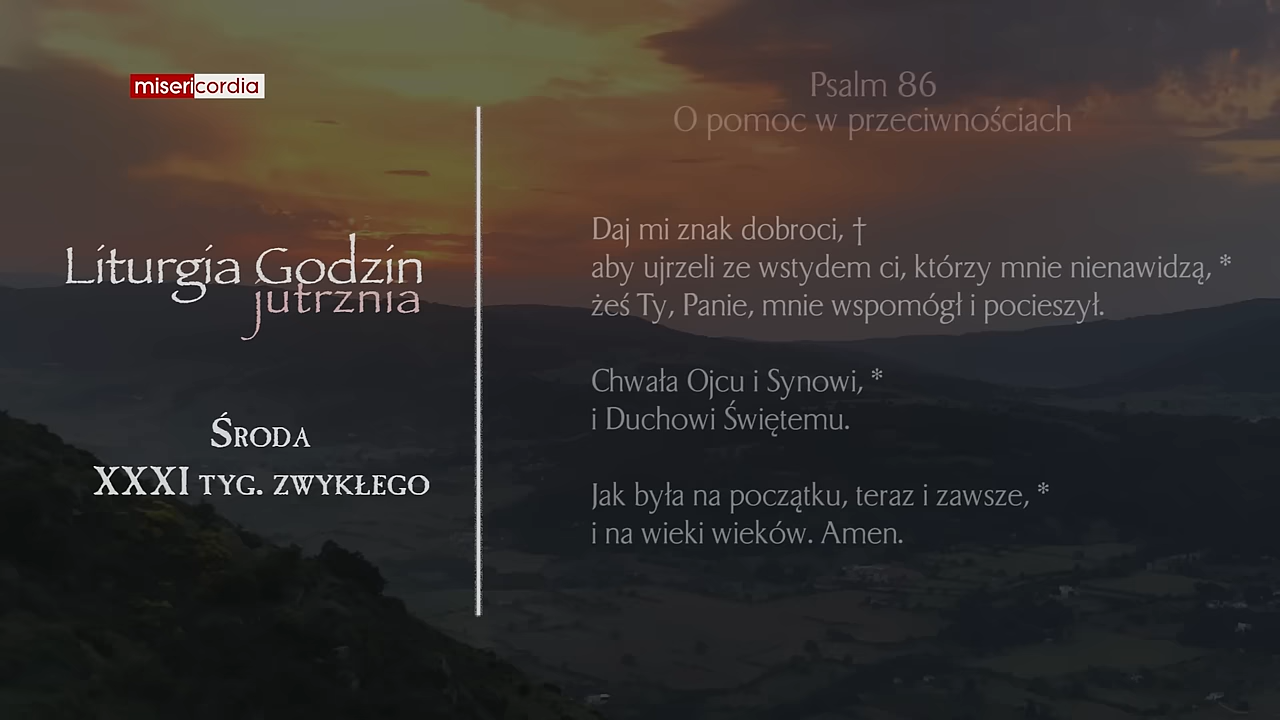 misericordia
Liturgia Godzin
jutrznia
Środa
XXXI tyg. zwykłego
Psalm 86
O pomoc w przeciwnościach
Daj mi znak dobroci, †
aby ujrzeli ze wstydem ci, którzy mnie nienawidzą, *
żeś Ty, Panie, mnie wspomógł i pocieszył.
Chwała Ojcu i Synowi, *
i Duchowi Świętemu.
Jak była na początku, teraz i zawsze, *
i na wieki wieków. Amen.